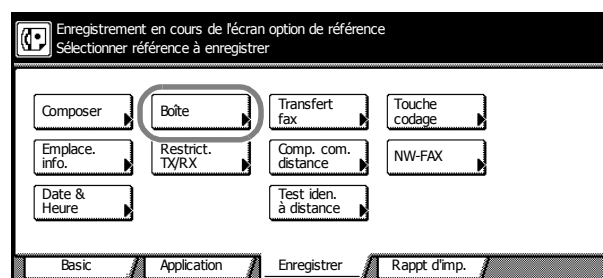 Enregistrement en cours de l'écran option de référence
Sélectionner référence à enregistrer
Composer
Boîte
Transfert
fax
Touche
codage
Emplace.
info.
Restrict.
TX/RX
Comp. com.
distance
NW-FAX
Date &
Heure
Test iden.
à distance
Basic
Application
Enregistrer
Rappt d'imp.